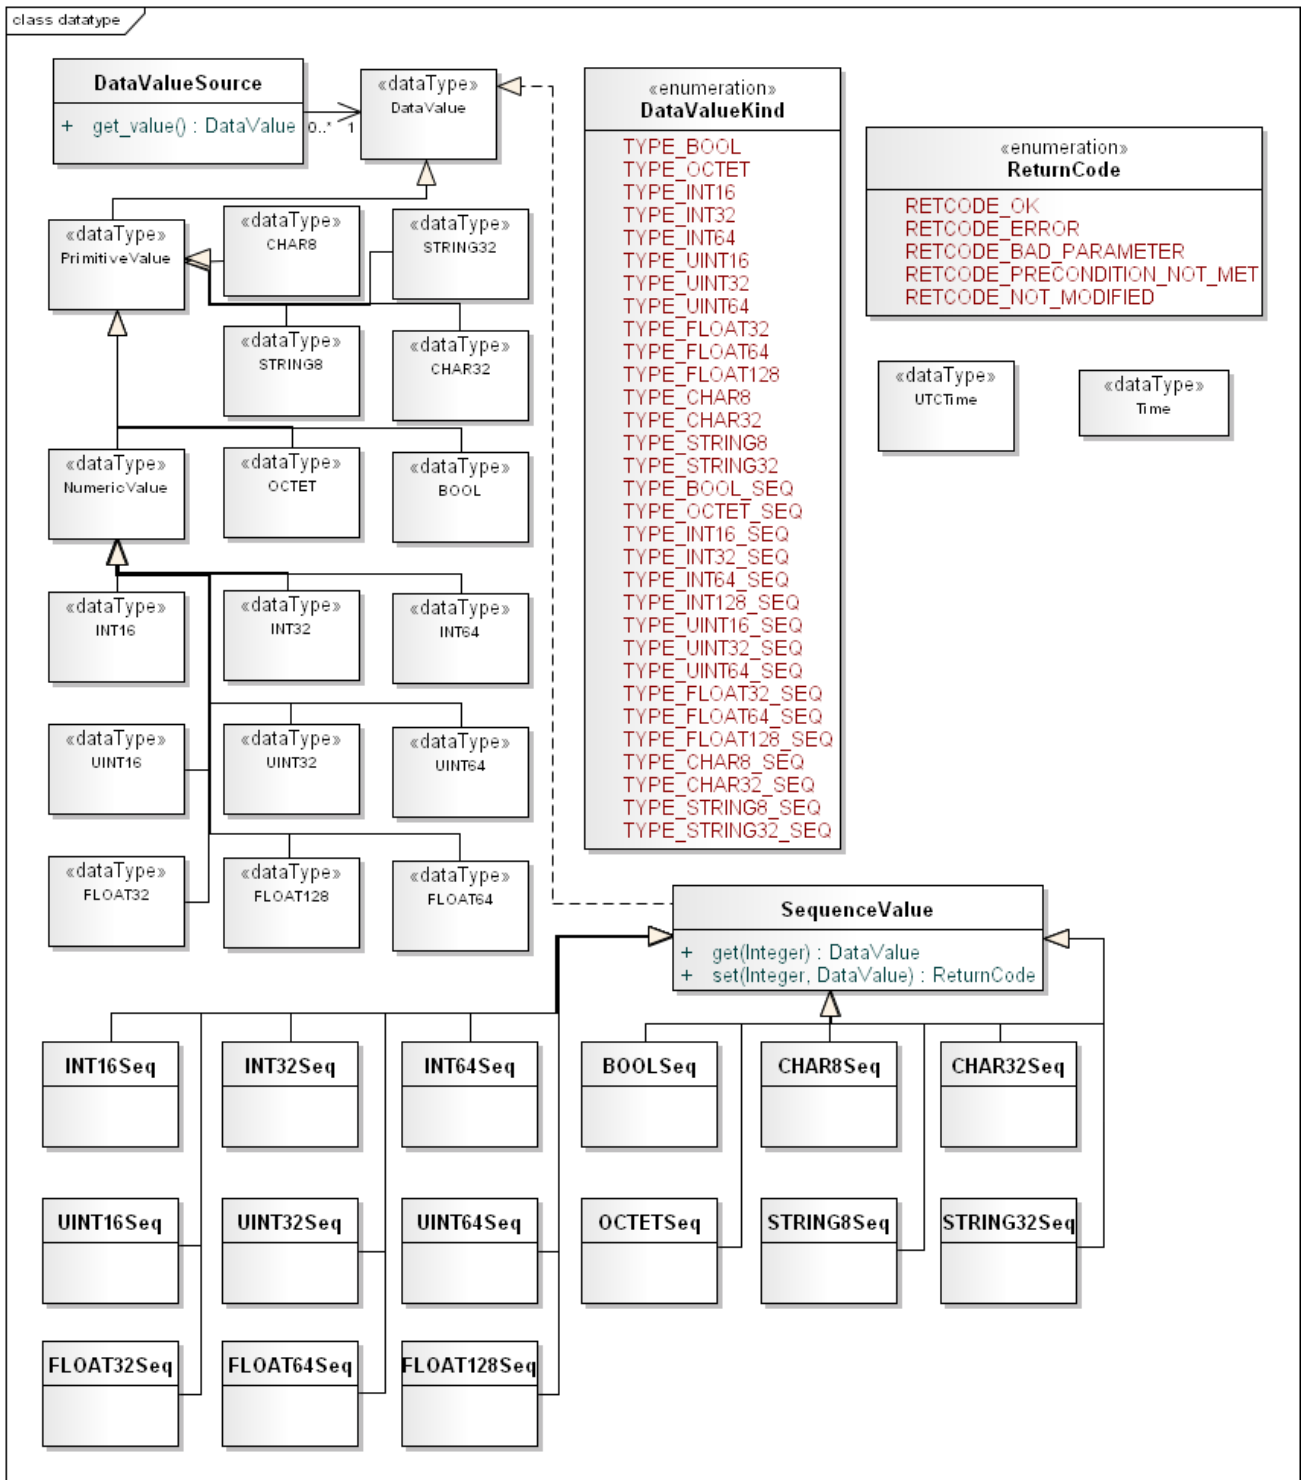 class datatype
DataValueSource
+ get_value() : DataValue
0..* 1
«dataType»
DataValue
«enumeration»
DataValueKind
TYPE_BOOL
TYPE_OCTET
TYPE_INT16
TYPE_INT32
TYPE_INT64
TYPE_UINT16
TYPE_UINT32
TYPE_UINT64
TYPE_FLOAT32
TYPE_FLOAT64
TYPE_FLOAT128
TYPE_CHAR8
TYPE_CHAR32
TYPE_STRING8
TYPE_STRING32
TYPE_BOOL_SEQ
TYPE_OCTET_SEQ
TYPE_INT16_SEQ
TYPE_INT32_SEQ
TYPE_INT64_SEQ
TYPE_INT128_SEQ
TYPE_UINT16_SEQ
TYPE_UINT32_SEQ
TYPE_UINT64_SEQ
TYPE_FLOAT32_SEQ
TYPE_FLOAT64_SEQ
TYPE_FLOAT128_SEQ
TYPE_CHAR8_SEQ
TYPE_CHAR32_SEQ
TYPE_STRING8_SEQ
TYPE_STRING32_SEQ
«enumeration»
ReturnCode
RETCODE_OK
RETCODE_ERROR
RETCODE_BAD_PARAMETER
RETCODE_PRECONDITION_NOT_MET
RETCODE_NOT_MODIFIED
«dataType»
UTCTime
«dataType»
Time
«dataType»
PrimitiveValue
«dataType»
CHAR8
«dataType»
STRING32
«dataType»
STRING8
«dataType»
CHAR32
«dataType»
NumericValue
«dataType»
OCTET
«dataType»
BOOL
«dataType»
INT16
«dataType»
INT32
«dataType»
INT64
«dataType»
UINT16
«dataType»
UINT32
«dataType»
UINT64
«dataType»
FLOAT32
«dataType»
FLOAT128
«dataType»
FLOAT64
SequenceValue
+ get(Integer) : DataValue
+ set(Integer, DataValue) : ReturnCode
INT16Seq
INT32Seq
INT64Seq
BOOLSeq
CHAR8Seq
CHAR32Seq
UINT16Seq
UINT32Seq
UINT64Seq
OCTETSeq
STRING8Seq
STRING32Seq
FLOAT32Seq
FLOAT64Seq
FLOAT128Seq